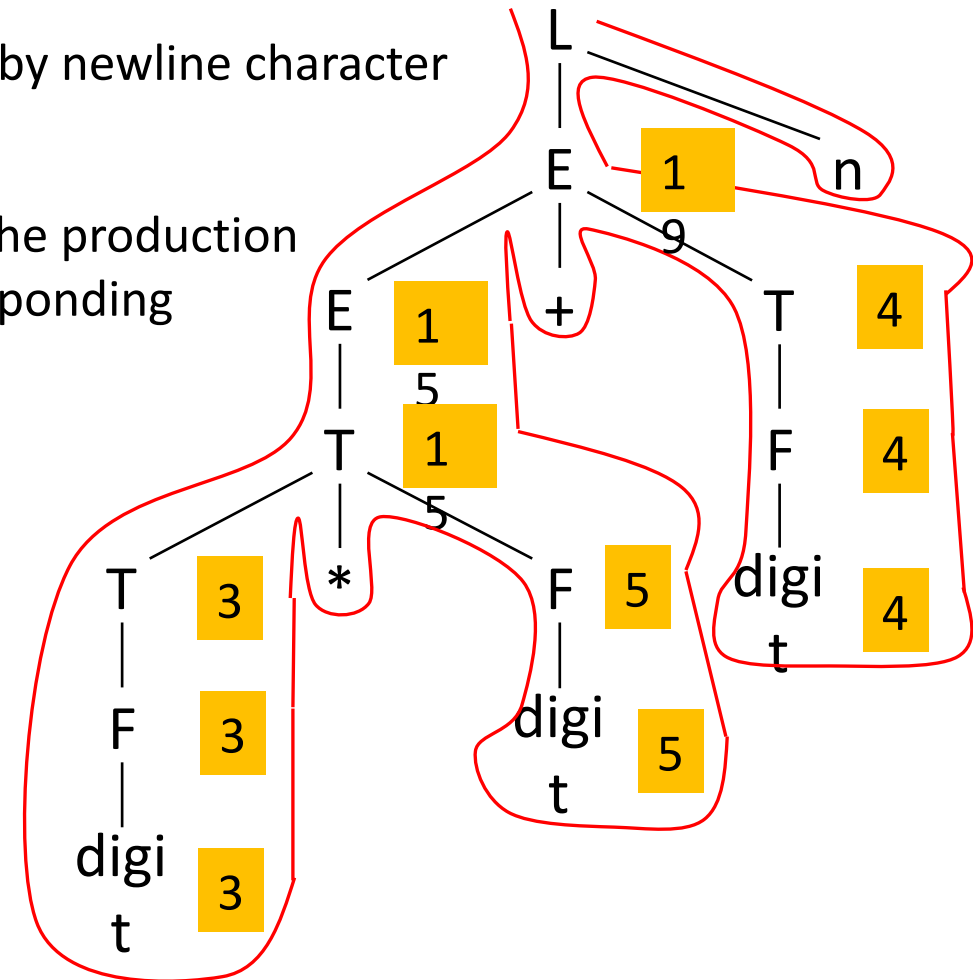 L
by newline character
E
1
9
n
he production
ponding
E
1
5
+
T
4
T
1
5
F
4
T
3
*
F
5
digi
t
4
F
3
digi
t
5
digi
t
3